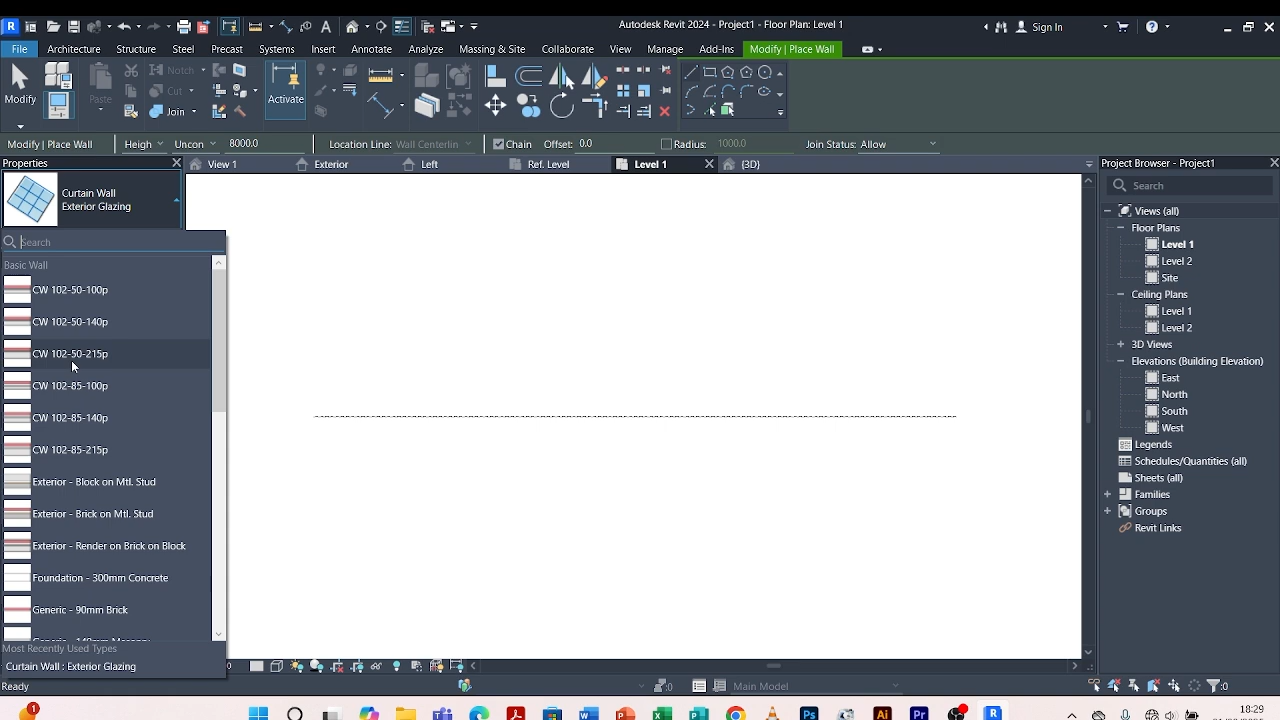 Autodesk Revit 2024 - Project1 - Floor Plan: Level 1
Sign In
File Architecture Structure Steel Precast Systems Insert Annotate Analyze Massing & Site Collaborate View Manage Add-Ins Modify | Place Wall
Modify Paste Notch Cut Join Activate
Modify | Place Wall Heigh Uncon 8000.0 Location Line: Wall Centerlin Chain Offset: 0.0 Radius: 1000.0 Join Status: Allow
Properties
View 1 Exterior Left Ref. Level Level 1 {3D}
Project Browser - Project1
Curtain Wall
Exterior Glazing
Search
Basic Wall
CW 102-50-100p
CW 102-50-140p
CW 102-50-215p
CW 102-85-100p
CW 102-85-140p
CW 102-85-215p
Exterior - Block on Mtl. Stud
Exterior - Brick on Mtl. Stud
Exterior - Render on Brick on Block
Foundation - 300mm Concrete
Generic - 90mm Brick
Most Recently Used Types
Curtain Wall : Exterior Glazing
Search
Views (all)
Floor Plans
Level 1
Level 2
Site
Ceiling Plans
Level 1
Level 2
3D Views
Elevations (Building Elevation)
East
North
South
West
Legends
Schedules/Quantities (all)
Sheets (all)
Families
Groups
Revit Links
Ready
:0
Main Model
:0
1
18:29